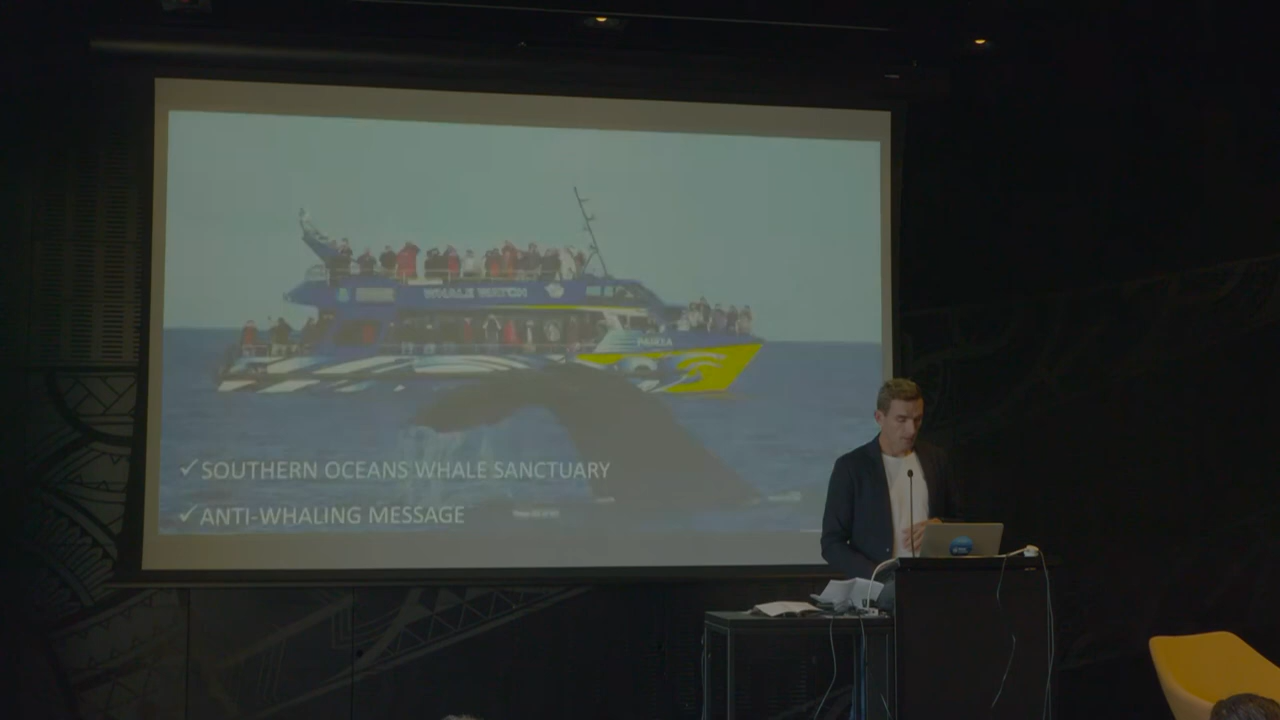 WHALE WATCH
PAIKEA
✓SOUTHERN OCEANS WHALE SANCTUARY
✓ANTI-WHALING MESSAGE